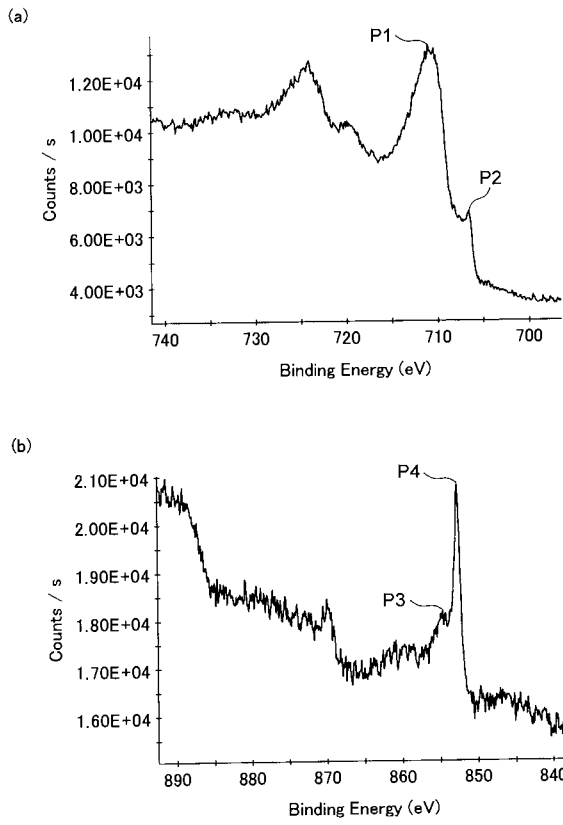 (a)
P1
P2
1.20E+04
1.00E+04
8.00E+03
6.00E+03
4.00E+03
Counts / s
740 730 720 710 700
Binding Energy (eV)
(b)
P4
P3
2.10E+04
2.00E+04
1.90E+04
1.80E+04
1.70E+04
1.60E+04
Counts / s
890 880 870 860 850 840
Binding Energy (eV)